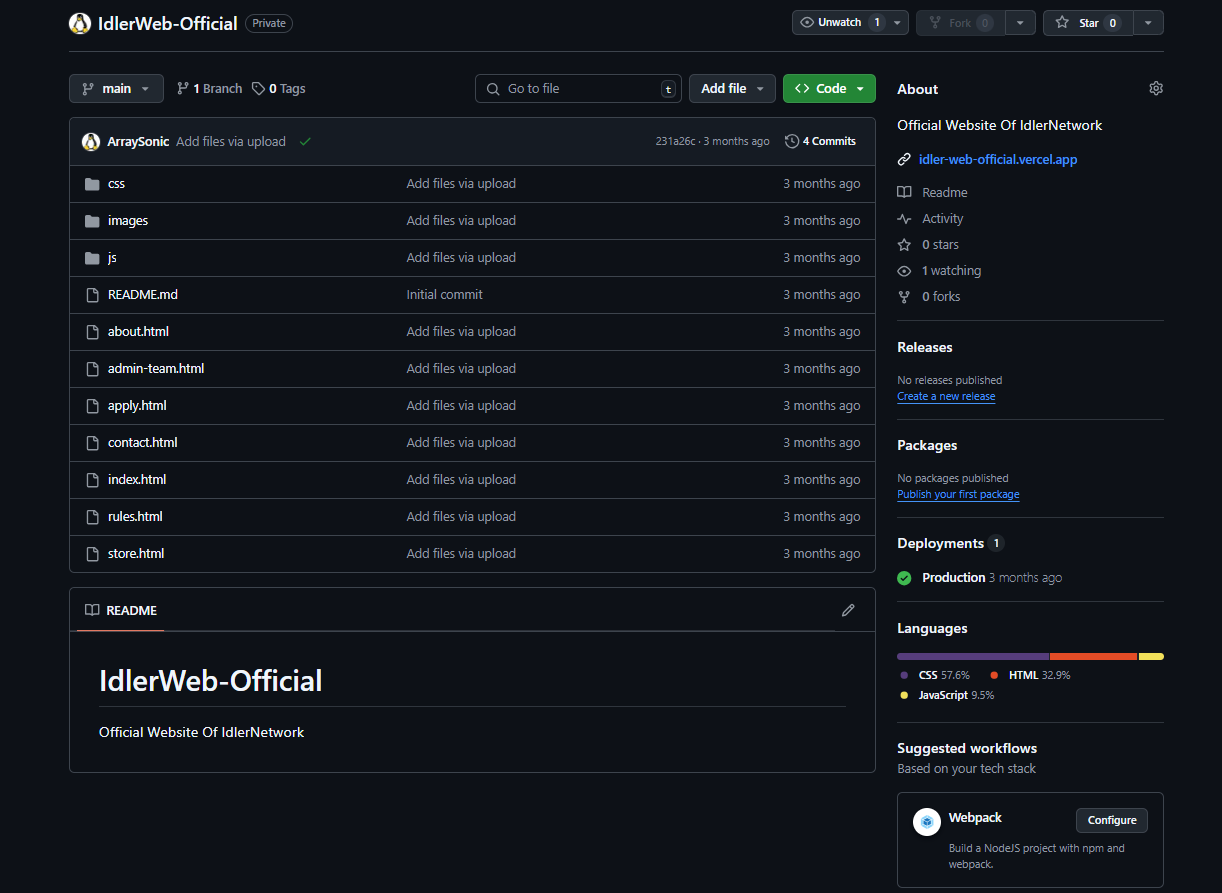 IdlerWeb-Official Private Unwatch 1 Fork 0 Star 0
main 1 Branch 0 Tags Go to file t Add file Code
ArraySonic Add files via upload 231a26c · 3 months ago 4 Commits
css Add files via upload 3 months ago
images Add files via upload 3 months ago
js Add files via upload 3 months ago
README.md Initial commit 3 months ago
about.html Add files via upload 3 months ago
admin-team.html Add files via upload 3 months ago
apply.html Add files via upload 3 months ago
contact.html Add files via upload 3 months ago
index.html Add files via upload 3 months ago
rules.html Add files via upload 3 months ago
store.html Add files via upload 3 months ago
README
IdlerWeb-Official
Official Website Of IdlerNetwork
About
Official Website Of IdlerNetwork
idler-web-official.vercel.app
Readme
Activity
0 stars
1 watching
0 forks
Releases
No releases published
Create a new release
Packages
No packages published
Publish your first package
Deployments 1
Production 3 months ago
Languages
CSS 57.6% HTML 32.9%
JavaScript 9.5%
Suggested workflows
Based on your tech stack
Webpack Configure
Build a NodeJS project with npm and
webpack.